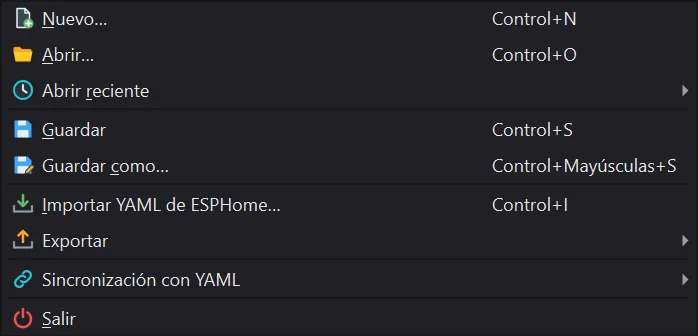 Nuevo... Control+N
Abrir... Control+O
Abrir reciente
Guardar Control+S
Guardar como... Control+Mayúsculas+S
Importar YAML de ESPHome... Control+I
Exportar
Sincronización con YAML
Salir